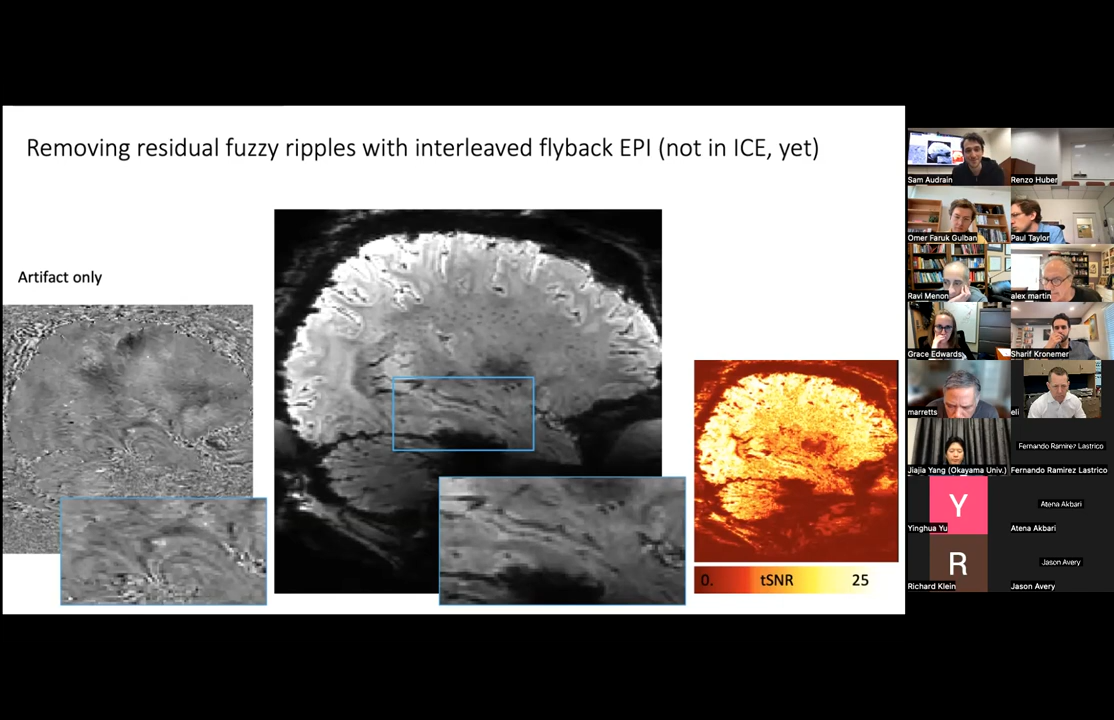 Removing residual fuzzy ripples with interleaved flyback EPI (not in ICE, yet)
Artifact only
0. tSNR 25
Sam Audrain
Renzo Huber
Omer Faruk Gulban
Paul Taylor
Ravi Menon
alex martin
Grace Edwards
Sharif Kronemer
marretts
eli
Fernando Ramirez Lastrico
Jiajia Yang (Okayama Univ.)
Fernando Ramirez Lastrico
Y
Atena Akbari
Yinghua Yu
Atena Akbari
R
Jason Avery
Richard Klein
Jason Avery